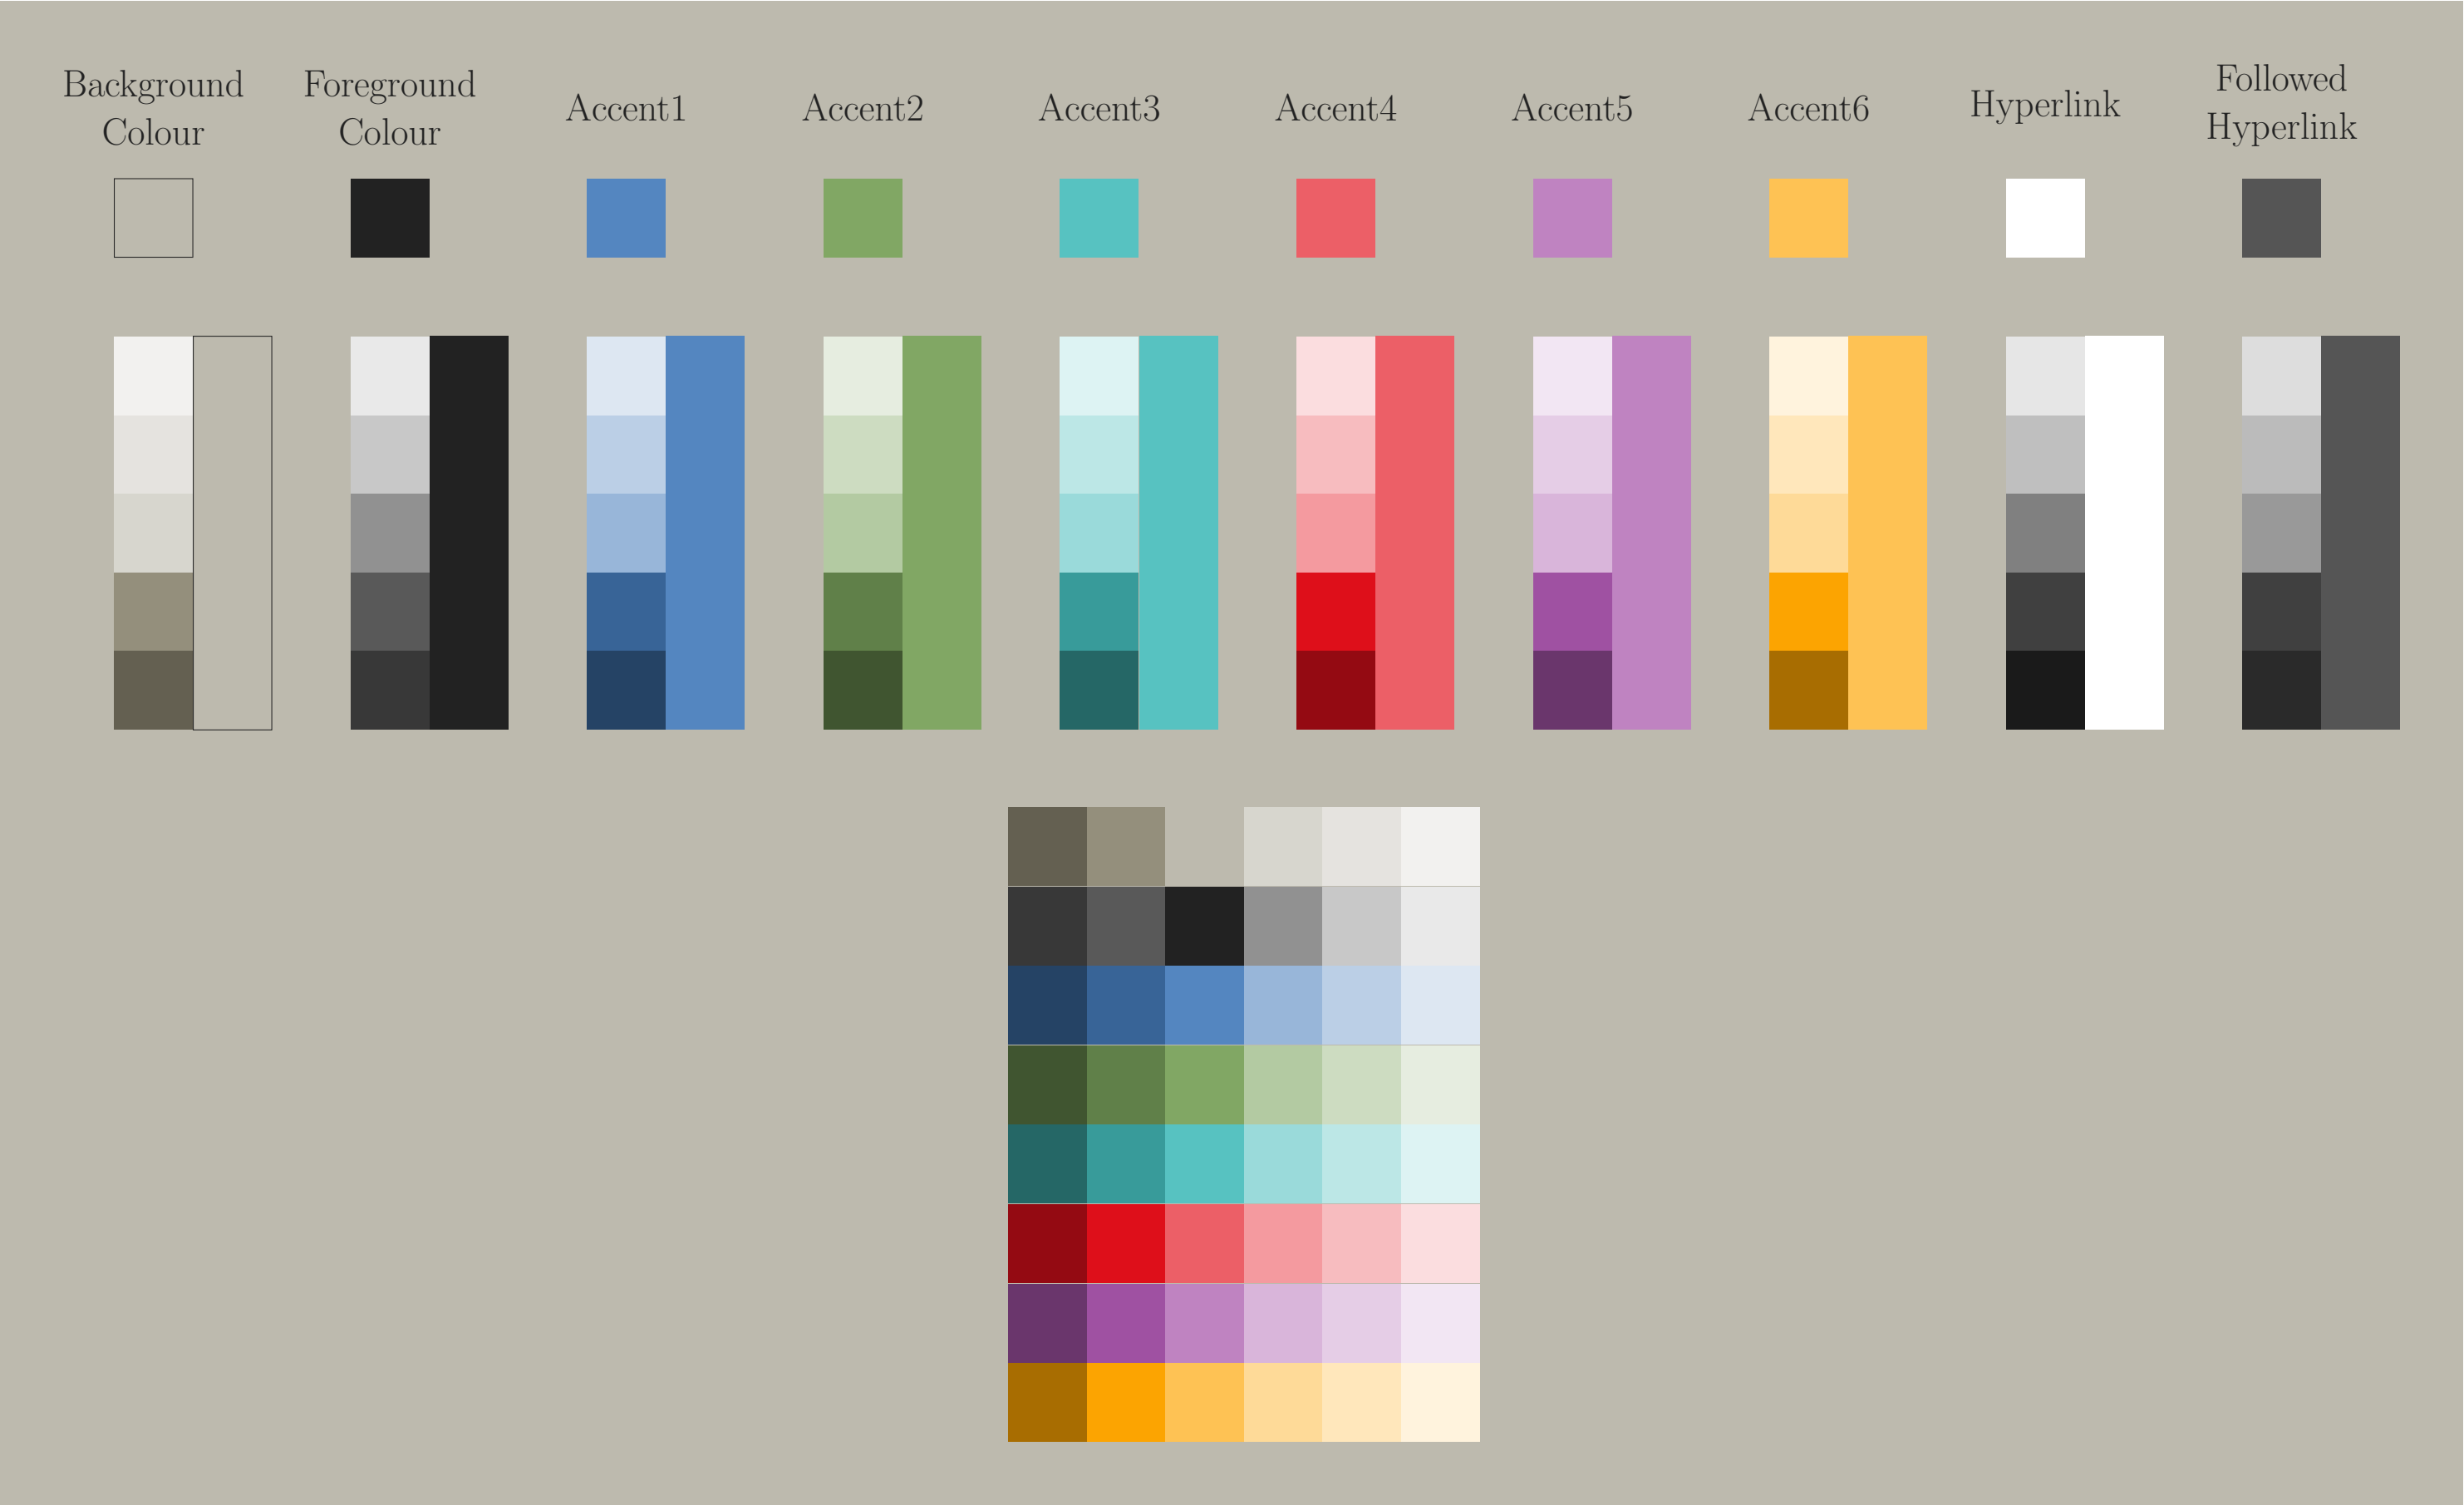 Background
Colour
Foreground
Colour
Accent1
Accent2
Accent3
Accent4
Accent5
Accent6
Hyperlink
Followed
Hyperlink